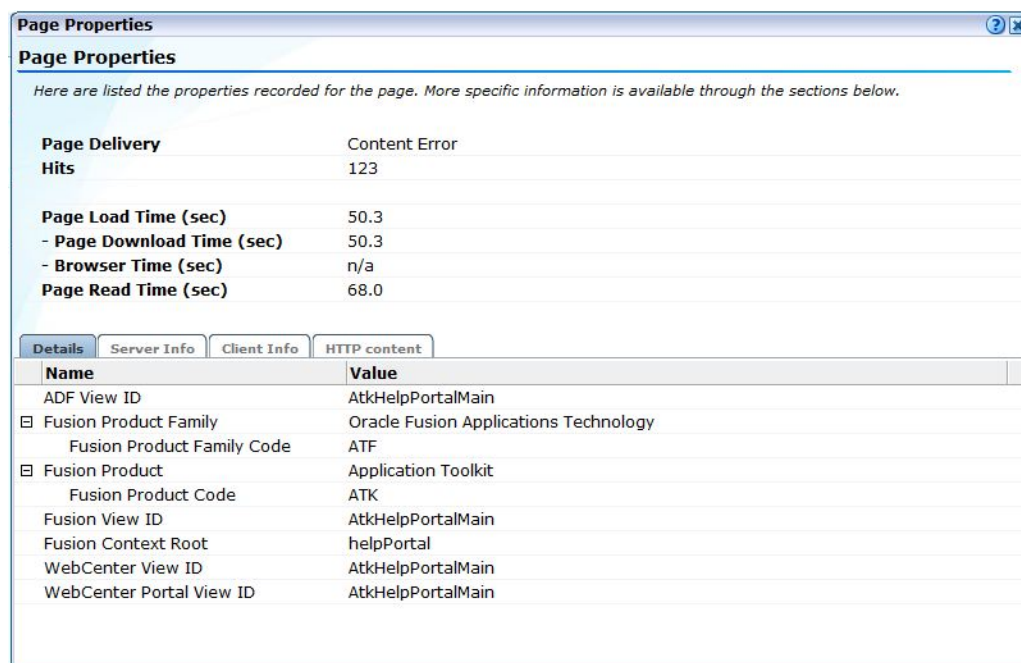 Page Properties
Page Properties
Here are listed the properties recorded for the page. More specific information is available through the sections below.
Page Delivery Content Error
Hits 123
Page Load Time (sec) 50.3
- Page Download Time (sec) 50.3
- Browser Time (sec) n/a
Page Read Time (sec) 68.0
Details Server Info Client Info HTTP content
Name Value
ADF View ID AtkHelpPortalMain
Fusion Product Family Oracle Fusion Applications Technology
Fusion Product Family Code ATF
Fusion Product Application Toolkit
Fusion Product Code ATK
Fusion View ID AtkHelpPortalMain
Fusion Context Root helpPortal
WebCenter View ID AtkHelpPortalMain
WebCenter Portal View ID AtkHelpPortalMain